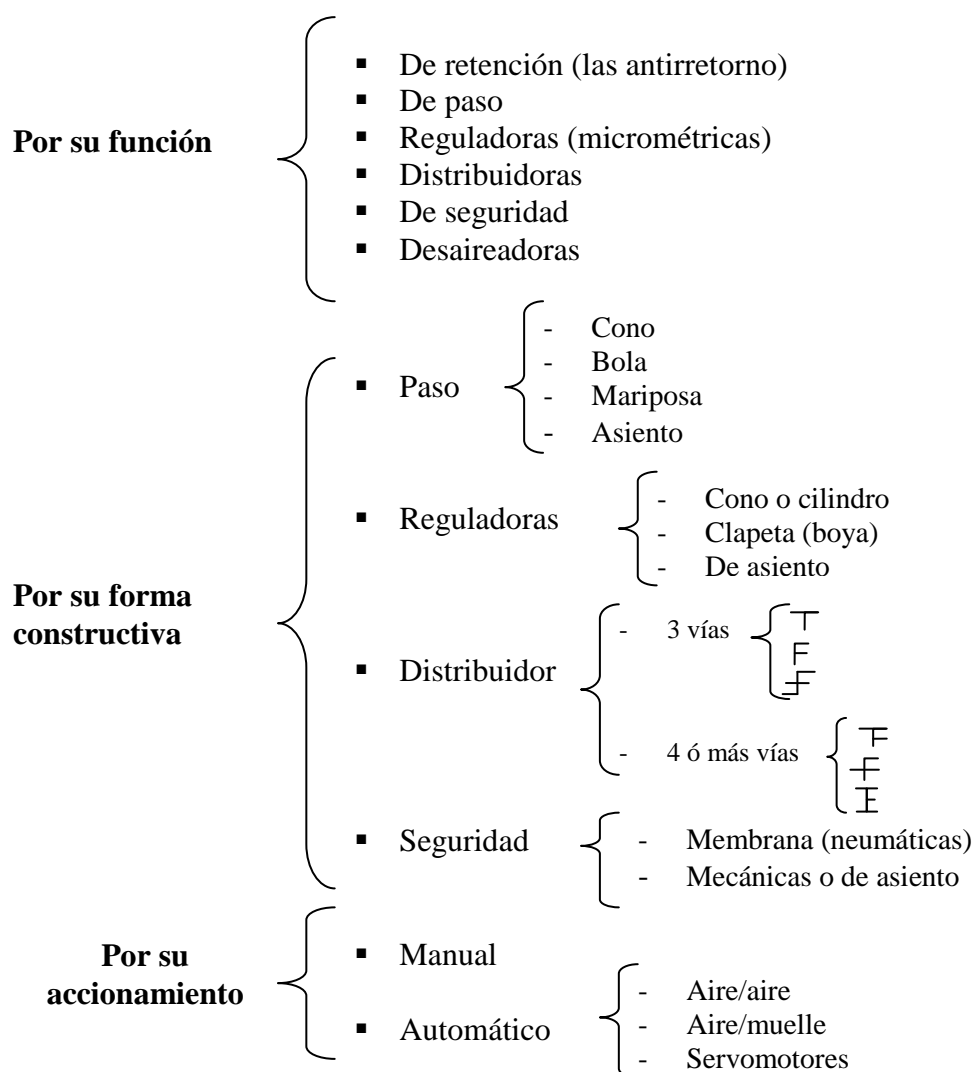 Por su función
▪ De retención (las antirretorno)
▪ De paso
▪ Reguladoras (micrométricas)
▪ Distribuidoras
▪ De seguridad
▪ Desaireadoras
Por su forma
constructiva
▪ Paso
- Cono
- Bola
- Mariposa
- Asiento
▪ Reguladoras
- Cono o cilindro
- Clapeta (boya)
- De asiento
▪ Distribuidor
- 3 vías
- 4 ó más vías
▪ Seguridad
- Membrana (neumáticas)
- Mecánicas o de asiento
Por su
accionamiento
▪ Manual
▪ Automático
- Aire/aire
- Aire/muelle
- Servomotores